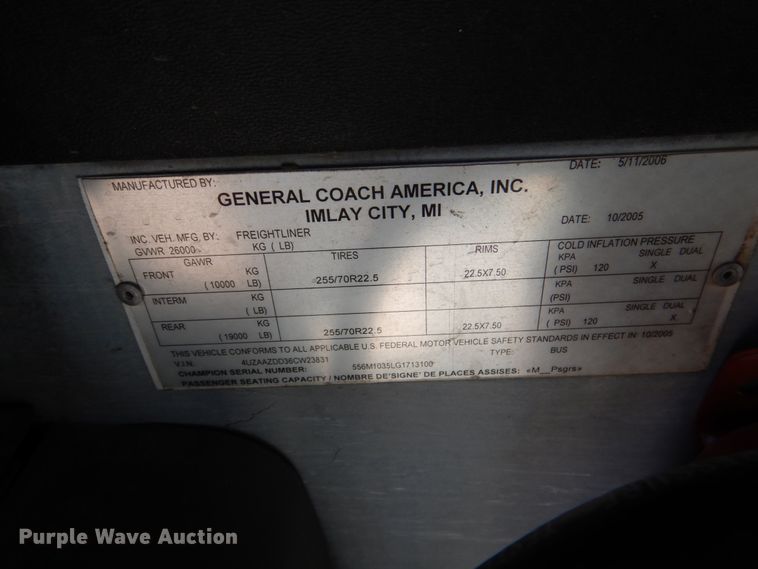 MANUFACTURED BY: DATE: 5/11/2006
GENERAL COACH AMERICA, INC.
IMLAY CITY, MI
INC. VEH. MFG, BY: FREIGHTLINER DATE: 10/2005
GVWR 26000 KG ( LB)
GAWR TIRES RIMS COLD INFLATION PRESSURE
FRONT KG 255/70R22.5 22.5X7.50 KPA SINGLE DUAL
(10000 LB) (PSI) 120 X
INTERM KG KPA
( LB) (PSI)
REAR KG 255/70R22.5 22.5X7.50 KPA SINGLE DUAL
(19000 LB) ( PSI) 120 X
THIS VEHICLE CONFORMS TO ALL APPLICABLE U.S. FEDERAL MOTOR VEHICLE SAFETY STANDARDS IN EFFECT IN: 10/2005
V.I.N. 4UZAAZDD36CW23831 TYPE: BUS
CHAMPION SERIAL NUMBER: 556M1035LG1713100
PASSENGER SEATING CAPACITY / NOMBRE DE'SIGNE' DE PLACES ASSISES: «M__Psgrs»
Purple Wave Auction